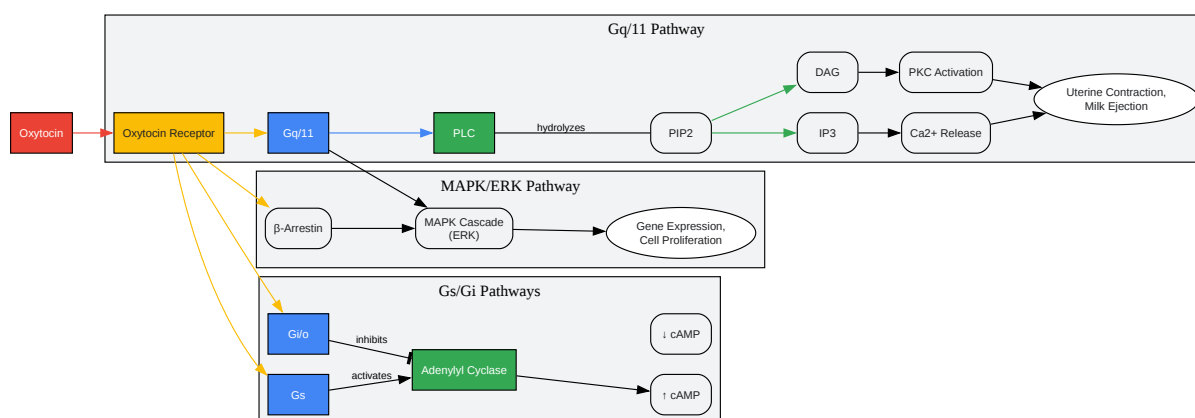 Gq/11 Pathway
DAG
PKC Activation
Uterine Contraction,
Milk Ejection
Oxytocin
Oxytocin Receptor
Gq/11
PLC
hydrolyzes
PIP2
IP3
Ca2+ Release
MAPK/ERK Pathway
β-Arrestin
MAPK Cascade
(ERK)
Gene Expression,
Cell Proliferation
Gs/Gi Pathways
Gi/o
inhibits
↓ cAMP
Adenylyl Cyclase
Gs
activates
↑ cAMP